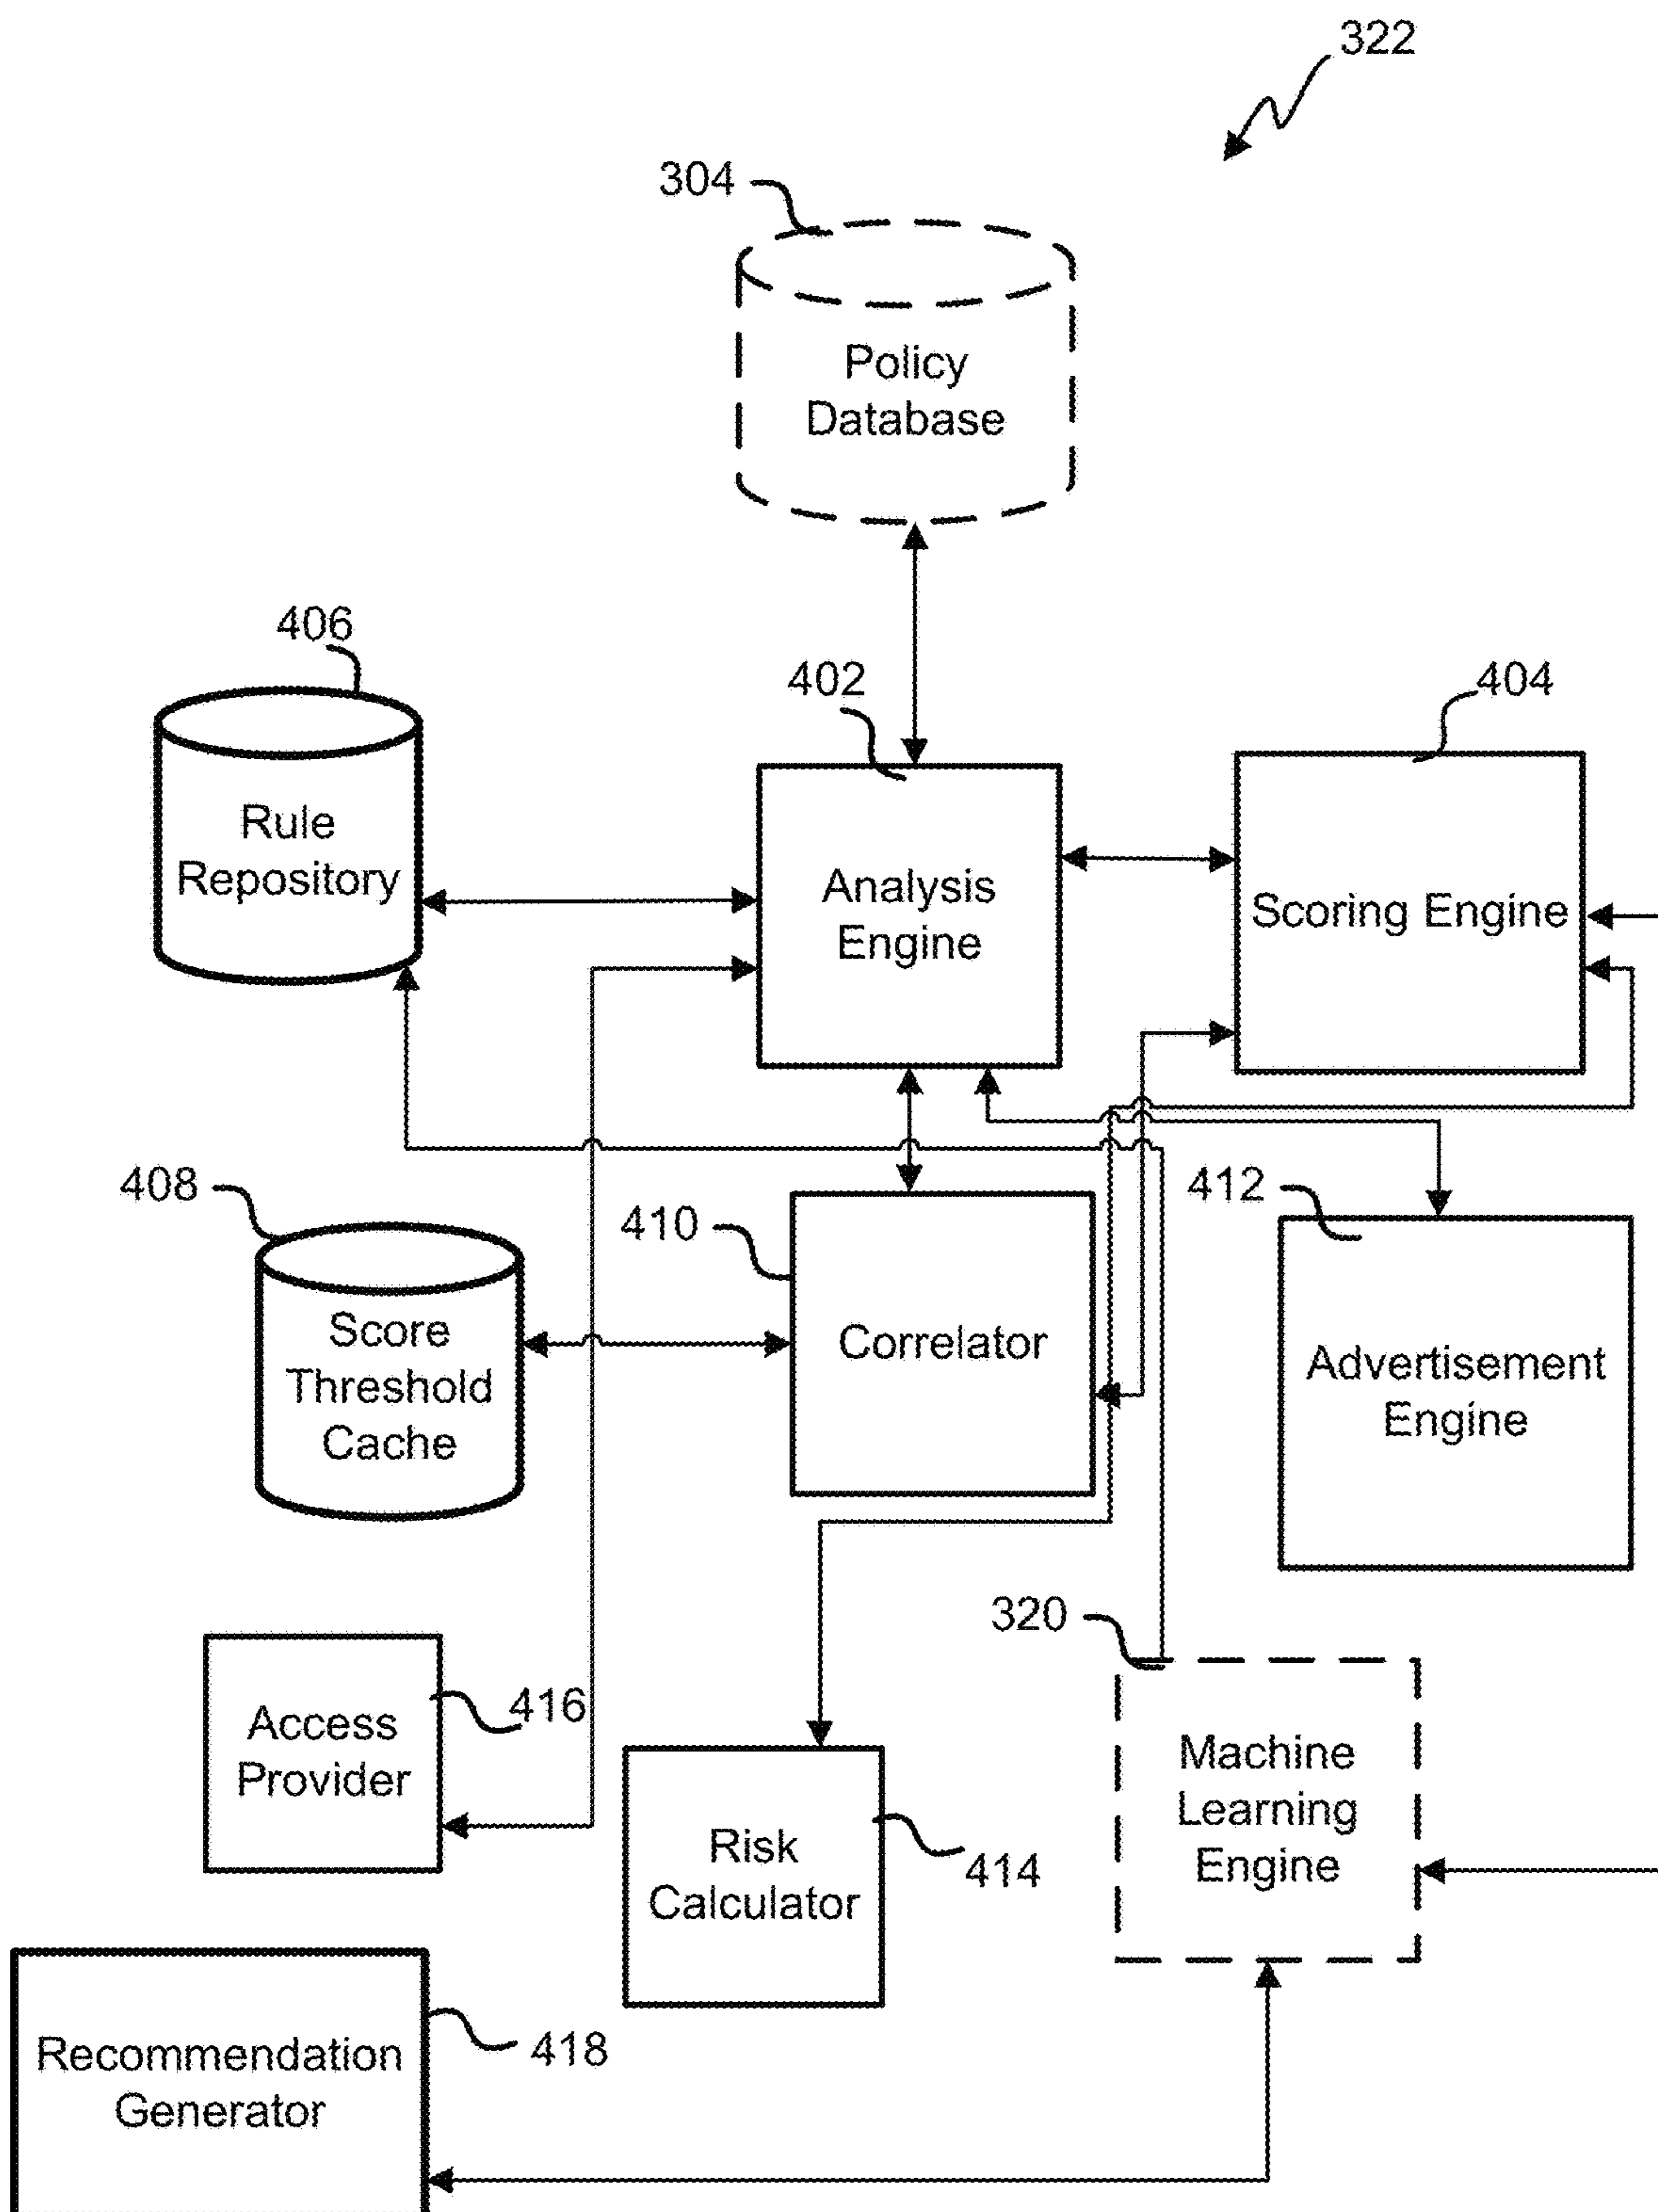 322
304
Policy
Database
406
402
404
Rule
Repository
Analysis
Engine
Scoring Engine
408
410
412
Score
Threshold
Cache
Correlator
Advertisement
Engine
320
Access
Provider
416
Machine
Learning
Engine
Risk
Calculator
414
Recommendation
Generator
418